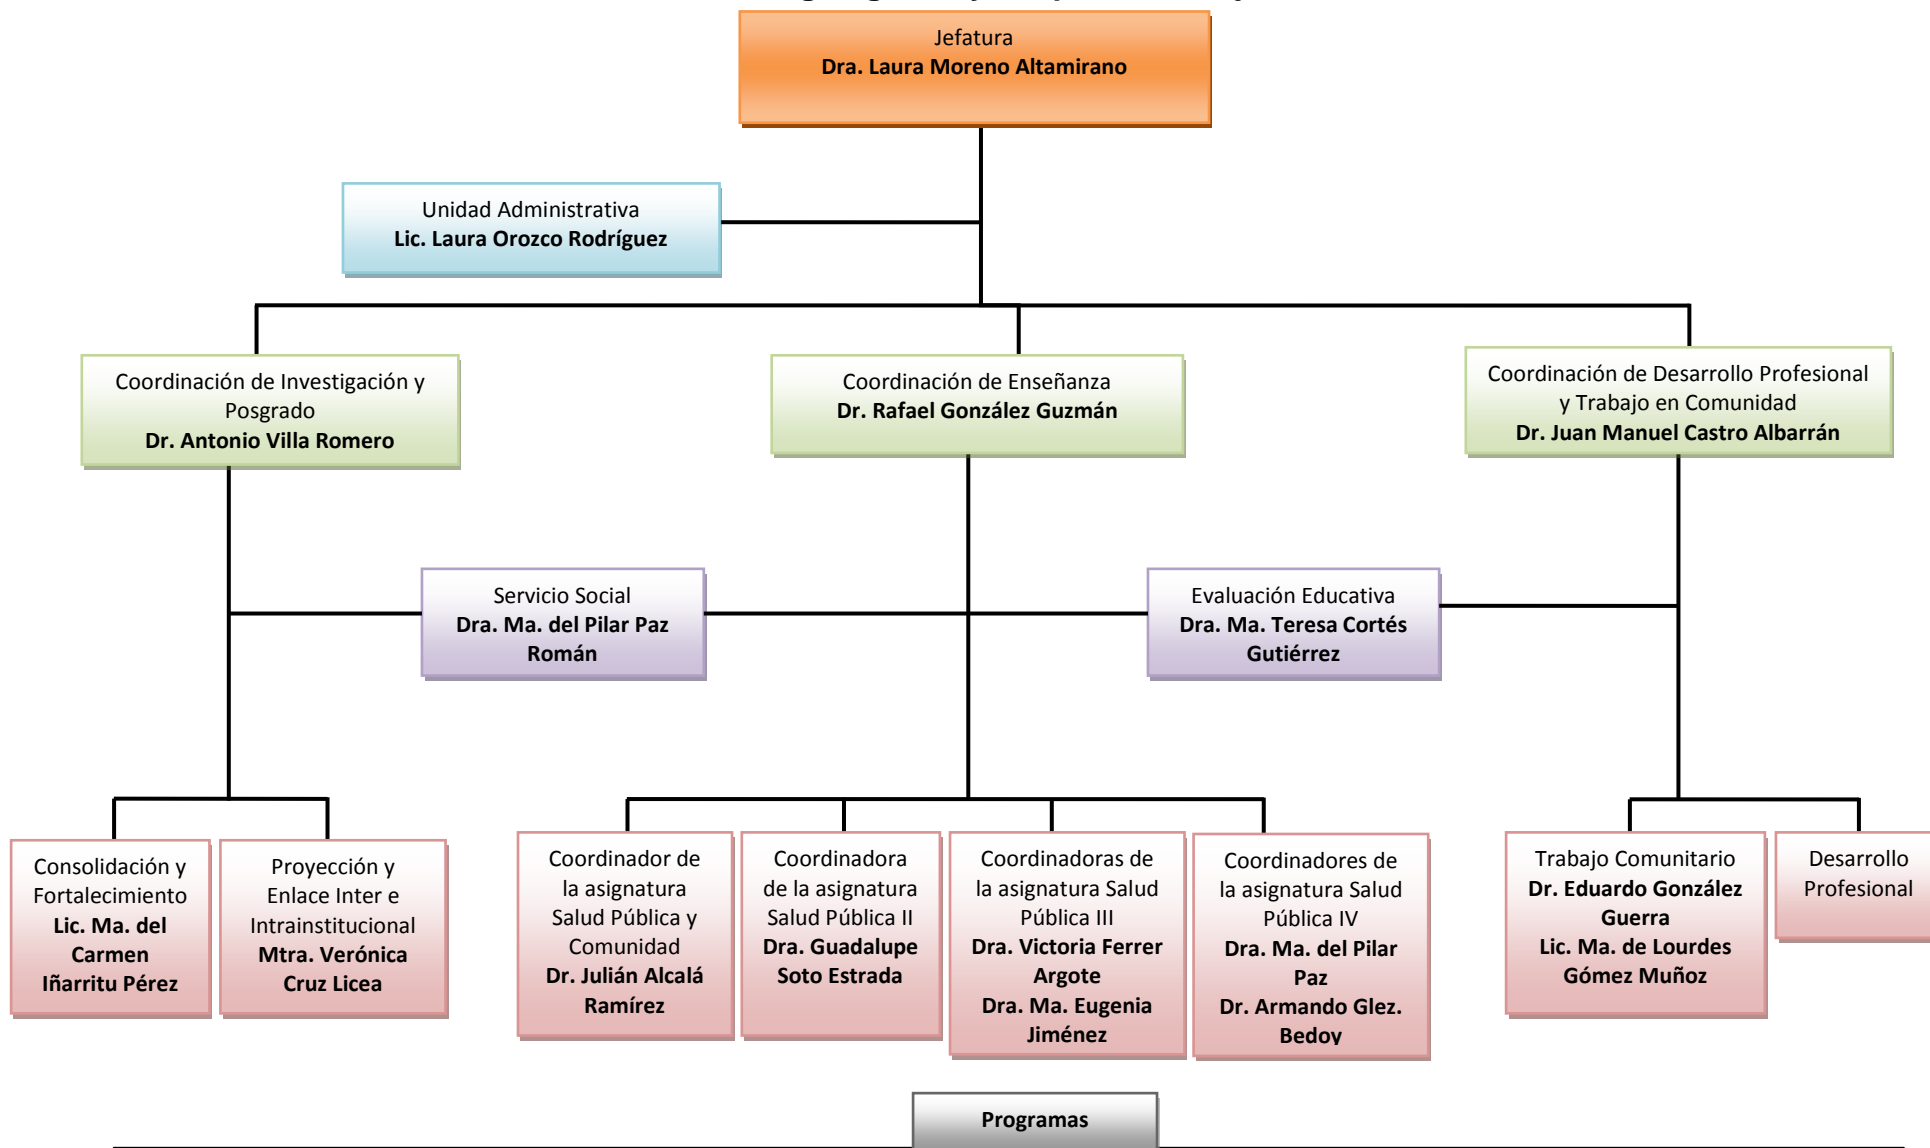 Jefatura
Dra. Laura Moreno Altamirano
Unidad Administrativa
Lic. Laura Orozco Rodríguez
Coordinación de Investigación y
Posgrado
Dr. Antonio Villa Romero
Coordinación de Enseñanza
Dr. Rafael González Guzmán
Coordinación de Desarrollo Profesional
y Trabajo en Comunidad
Dr. Juan Manuel Castro Albarrán
Servicio Social
Dra. Ma. del Pilar Paz
Román
Evaluación Educativa
Dra. Ma. Teresa Cortés
Gutiérrez
Consolidación y
Fortalecimiento
Lic. Ma. del
Carmen
Iñarritu Pérez
Proyección y
Enlace Inter e
Intrainstitucional
Mtra. Verónica
Cruz Licea
Coordinador de
la asignatura
Salud Pública y
Comunidad
Dr. Julián Alcalá
Ramírez
Coordinadora
de la asignatura
Salud Pública II
Dra. Guadalupe
Soto Estrada
Coordinadoras de
la asignatura Salud
Pública III
Dra. Victoria Ferrer
Argote
Dra. Ma. Eugenia
Jiménez
Coordinadores de
la asignatura Salud
Pública IV
Dra. Ma. del Pilar
Paz
Dr. Armando Glez.
Bedoy
Trabajo Comunitario
Dr. Eduardo González
Guerra
Lic. Ma. de Lourdes
Gómez Muñoz
Desarrollo
Profesional
Programas